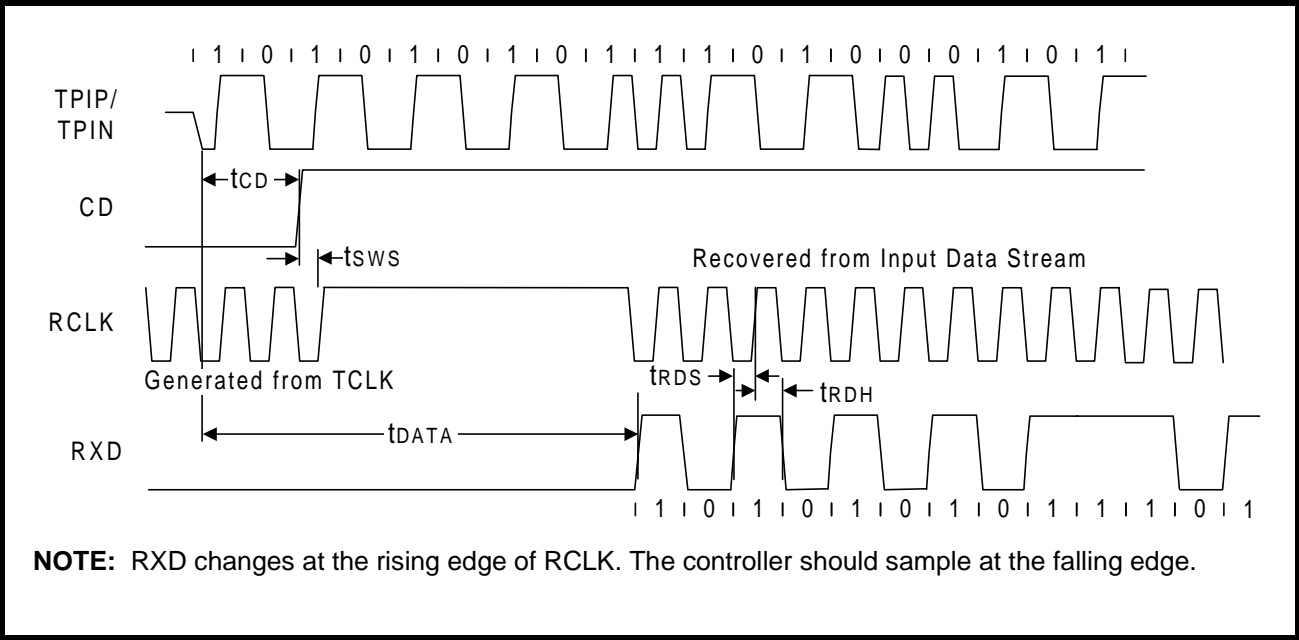 1 0 1 0 1 0 1 0 1 1 1 0 1 0 0 0 1 0 1
TPIP/
TPIN
tCD
CD
tSWS
Recovered from Input Data Stream
RCLK
Generated from TCLK
tRDS
tRDH
tDATA
RXD
1 0 1 0 1 0 1 0 1 1 1 0 1
NOTE: RXD changes at the rising edge of RCLK. The controller should sample at the falling edge.